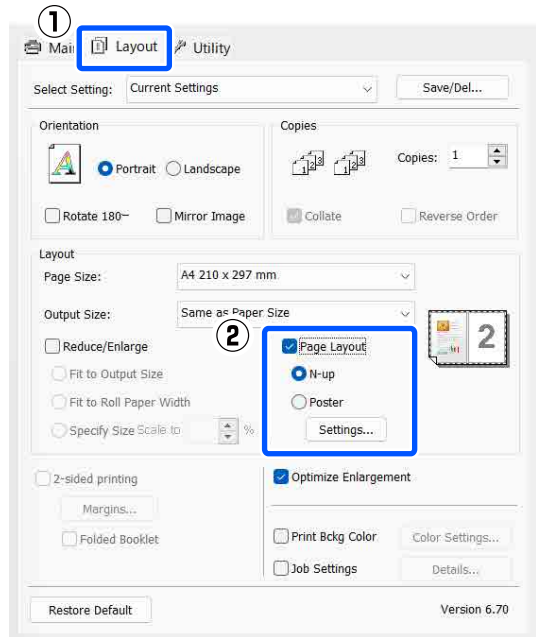 ①
Mai Layout Utility
Select Setting: Current Settings Save/Del...
Orientation Copies
Portrait Landscape Copies: 1
Rotate 180 Mirror Image Collate Reverse Order
Layout
Page Size: A4 210 x 297 mm
Output Size: Same as Paper Size
②
Reduce/Enlarge Page Layout 2
Fit to Output Size N-up
Fit to Roll Paper Width Poster
Specify Size Scale to % Settings...
2-sided printing Optimize Enlargement
Margins...
Folded Booklet Print Bckg Color Color Settings...
Job Settings Details...
Restore Default Version 6.70